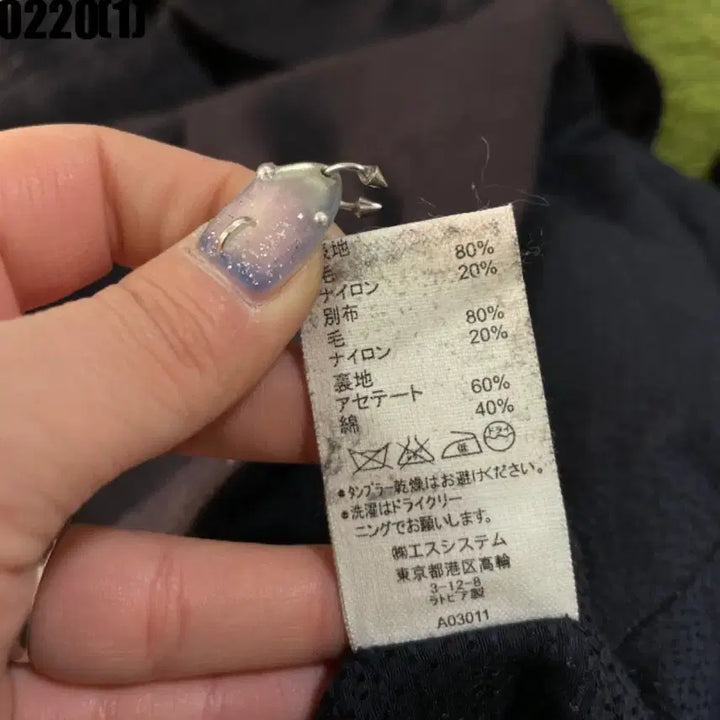 0220(1)
表地
毛 80%
ナイロン 20%
別布
毛 80%
ナイロン 20%
裏地
アセテート 60%
綿 40%
低 ドライ
●タンブラー乾燥はお避けください。
●洗濯はドライクリー
ニングでお願いします。
㈱エスシステム
東京都港区高輪
3-12-8
ラトビア製
A03011